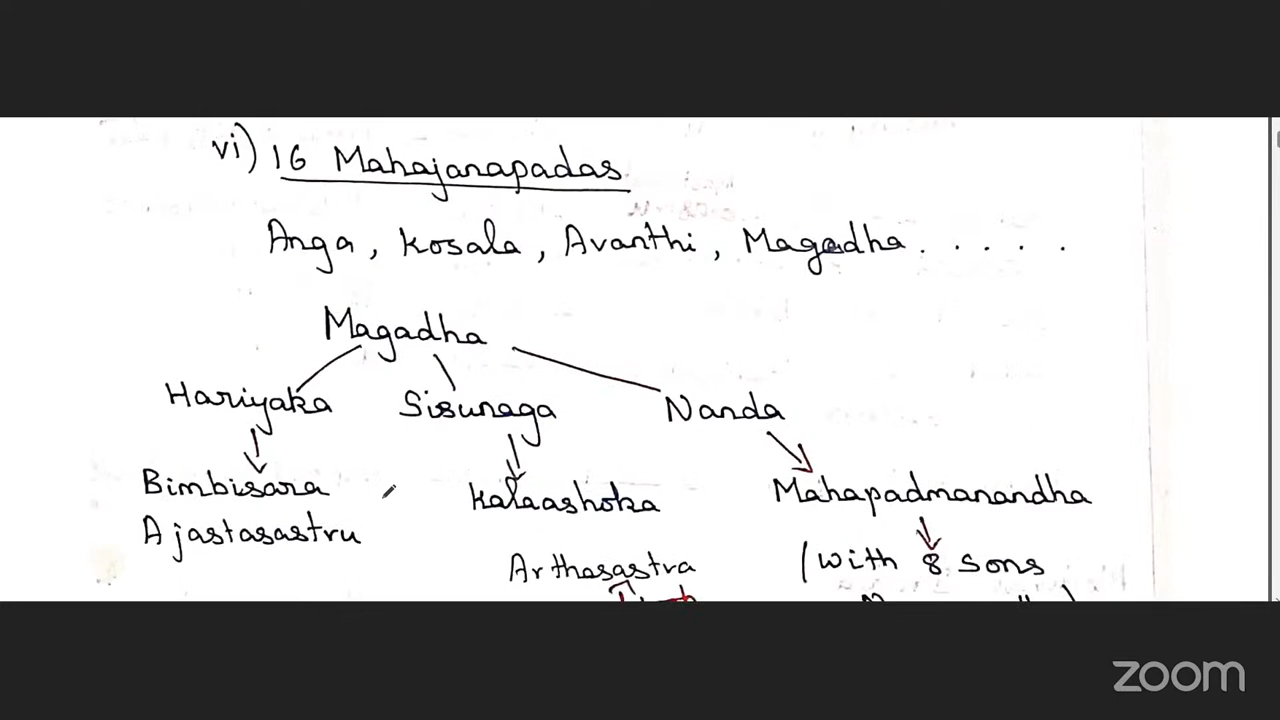 vi) 16 Mahajanapadas
Anga, Kosala, Avanthi, Magadha. . . . . .
Magadha
Hariyaka Sisunaga Nanda
Bimbisara Kalaashoka Mahapadmanandha
Ajastasastru
Arthasastra (with 8 sons
zoom